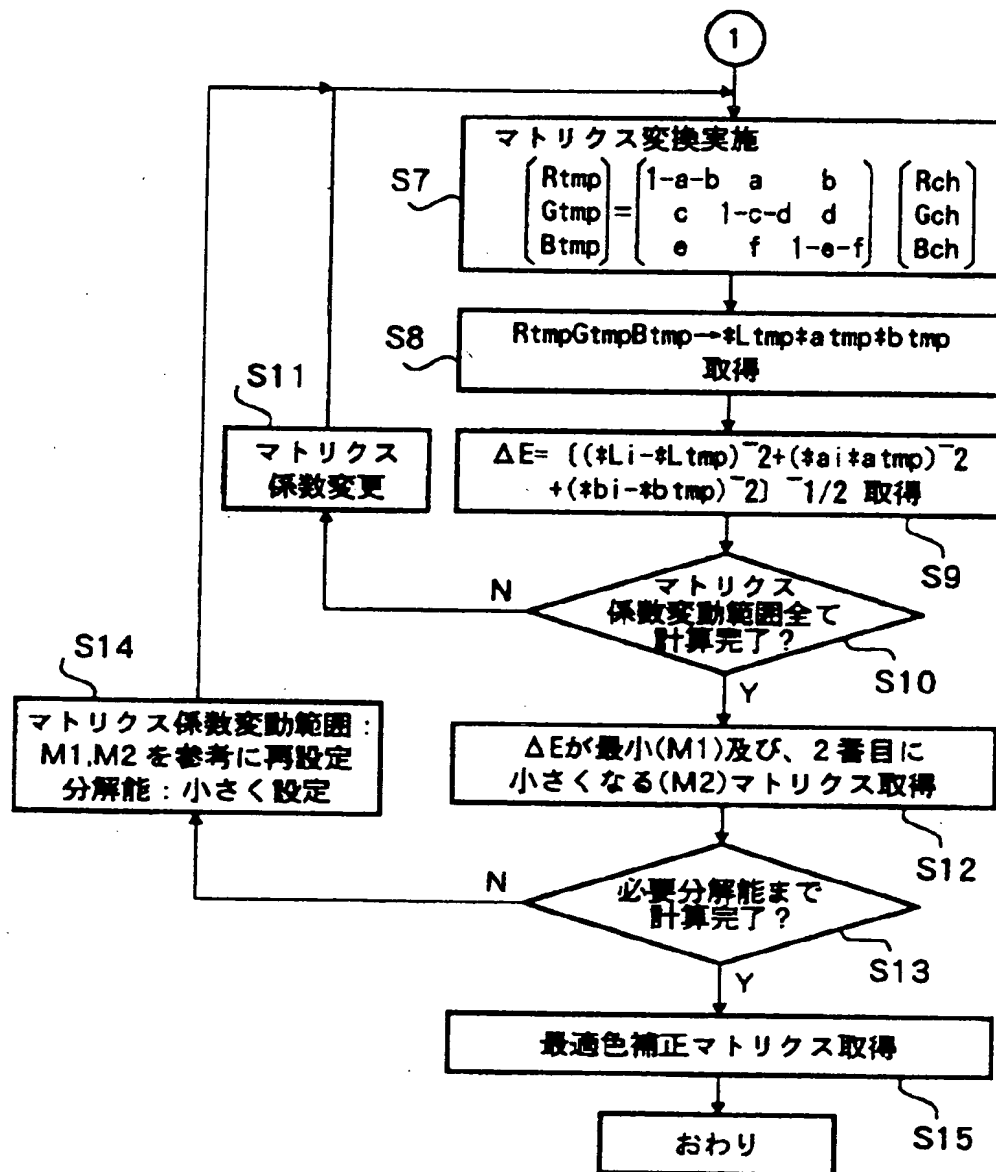 1
マトリクス変換実施
S7
Rtmp 1-a-b a b Rch
Gtmp = c 1-c-d d Gch
Btmp e f 1-e-f Bch
S8
RtmpGtmpBtmp→*Ltmp*atmp*btmp
取得
S11
マトリクス
係数変更
ΔE= [((*Li-*Ltmp)¯2+(*ai*atmp)¯2
+(*bi-*btmp)¯2] ¯1/2 取得
S9
N
マトリクス
係数変動範囲全て
計算完了?
S10
Y
S14
マトリクス係数変動範囲:
M1,M2を参考に再設定
分解能:小さく設定
ΔEが最小(M1)及び、2番目に
小さくなる(M2)マトリクス取得
S12
N
必要分解能まで
計算完了?
S13
Y
最適色補正マトリクス取得
S15
おわり